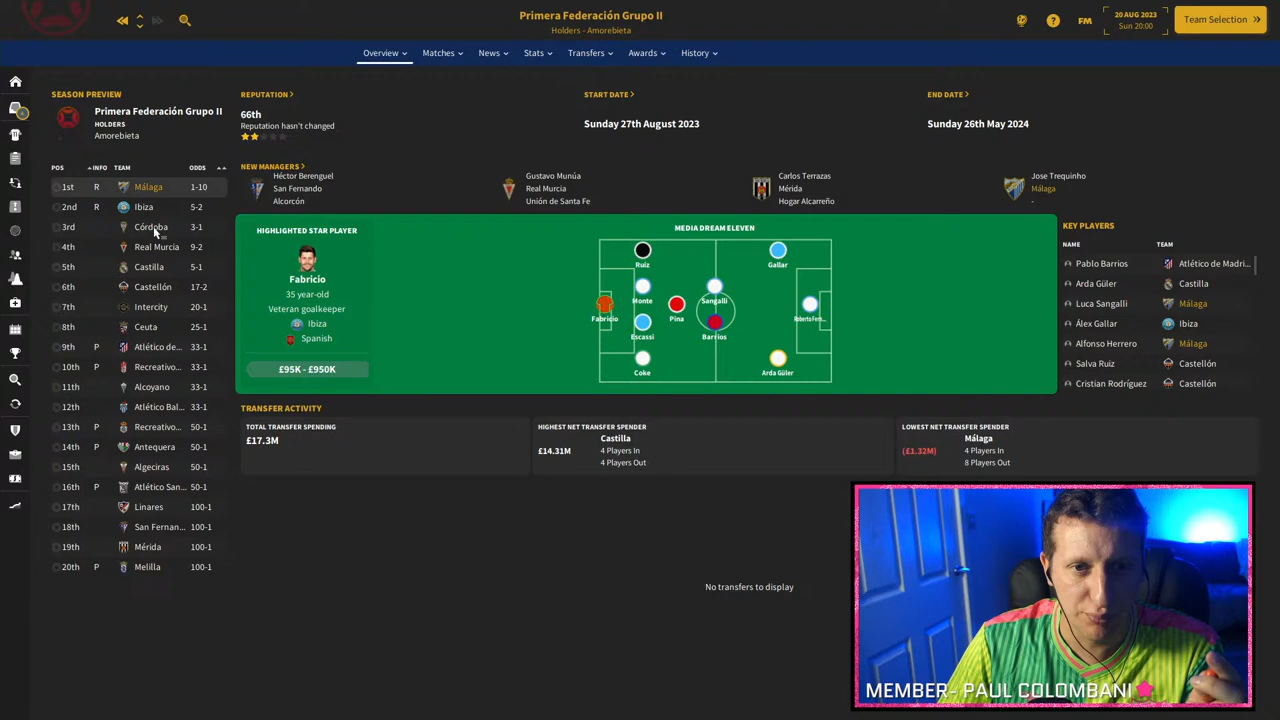 Primera Federación Grupo II
Holders - Amorebieta
FM
20 AUG 2023
Sun 20:00
Team Selection
Overview
Matches
News
Stats
Transfers
Awards
History
SEASON PREVIEW
Primera Federación Grupo II
HOLDERS
Amorebieta
REPUTATION
66th
Reputation hasn't changed
START DATE
Sunday 27th August 2023
END DATE
Sunday 26th May 2024
NEW MANAGERS
Héctor Berenguel
San Fernando
Alcorcón
Gustavo Munúa
Real Murcia
Unión de Santa Fe
Carlos Terrazas
Mérida
Hogar Alcarreño
Jose Trequinho
Málaga
-
POS INFO TEAM ODDS
1st R Málaga 1-10
2nd R Ibiza 5-2
3rd Córdoba 3-1
4th Real Murcia 9-2
5th Castilla 5-1
6th Castellón 17-2
7th Intercity 20-1
8th Ceuta 25-1
9th P Atlético de... 33-1
10th P Recreativo... 33-1
11th Alcoyano 33-1
12th Atlético Bal... 33-1
13th P Recreativo... 50-1
14th P Antequera 50-1
15th Algeciras 50-1
16th P Atlético San... 50-1
17th Linares 100-1
18th San Fernan... 100-1
19th Mérida 100-1
20th P Melilla 100-1
HIGHLIGHTED STAR PLAYER
Fabricio
35 year-old
Veteran goalkeeper
Ibiza
Spanish
£95K - £950K
MEDIA DREAM ELEVEN
Ruiz
Gallar
Monte
Sangalli
Fabricio
Pina
Roberto Fern...
Escassi
Barrios
Coke
Arda Güler
KEY PLAYERS
NAME TEAM
Pablo Barrios Atlético de Madri...
Arda Güler Castilla
Luca Sangalli Málaga
Álex Gallar Ibiza
Alfonso Herrero Málaga
Salva Ruiz Castellón
Cristian Rodríguez Castellón
TRANSFER ACTIVITY
TOTAL TRANSFER SPENDING
£17.3M
HIGHEST NET TRANSFER SPENDER
Castilla
£14.31M
4 Players In
4 Players Out
LOWEST NET TRANSFER SPENDER
Málaga
(£1.32M)
4 Players In
8 Players Out
No transfers to display
MEMBER- PAUL COLOMBANI